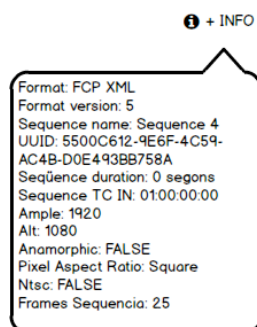 + INFO
Format: FCP XML
Format version: 5
Sequence name: Sequence 4
UUID: 5500C612-9E6F-4C59-
AC4B-D0E493BB758A
Seqüence duration: 0 segons
Sequence TC IN: 01:00:00:00
Ample: 1920
Alt: 1080
Anamorphic: FALSE
Pixel Aspect Ratio: Square
Ntsc: FALSE
Frames Sequencia: 25